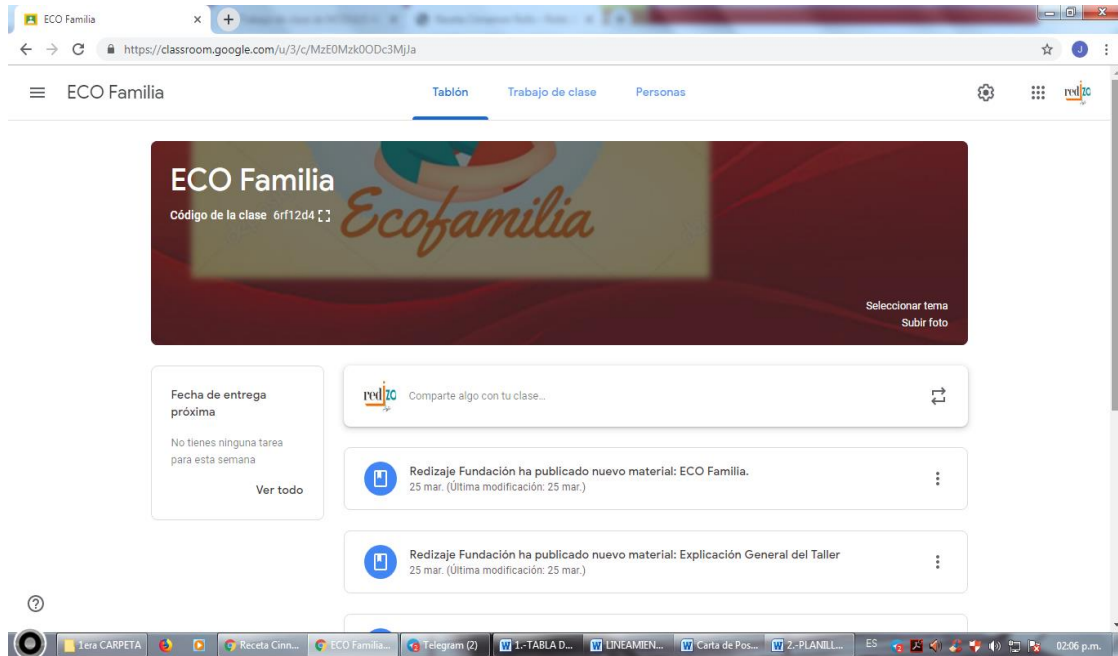 ECO Familia
https://classroom.google.com/u/3/c/MzE0Mzk0ODc3MjJa
J
ECO Familia
Tablón Trabajo de clase Personas
redizo
ECO Familia
Código de la clase 6rf12d4
Ecofamilia
Seleccionar tema
Subir foto
Fecha de entrega
próxima
No tienes ninguna tarea
para esta semana
Ver todo
redizo
Comparte algo con tu clase...
Redizaje Fundación ha publicado nuevo material: ECO Familia.
25 mar. (Última modificación: 25 mar.)
Redizaje Fundación ha publicado nuevo material: Explicación General del Taller
25 mar. (Última modificación: 25 mar.)
1era CARPETA Receta Cinn... ECO Familia... Telegram (2) 1.-TABLA D... LINEAMIEN... Carta de Pos... 2.-PLANILL... ES 02:06 p.m.